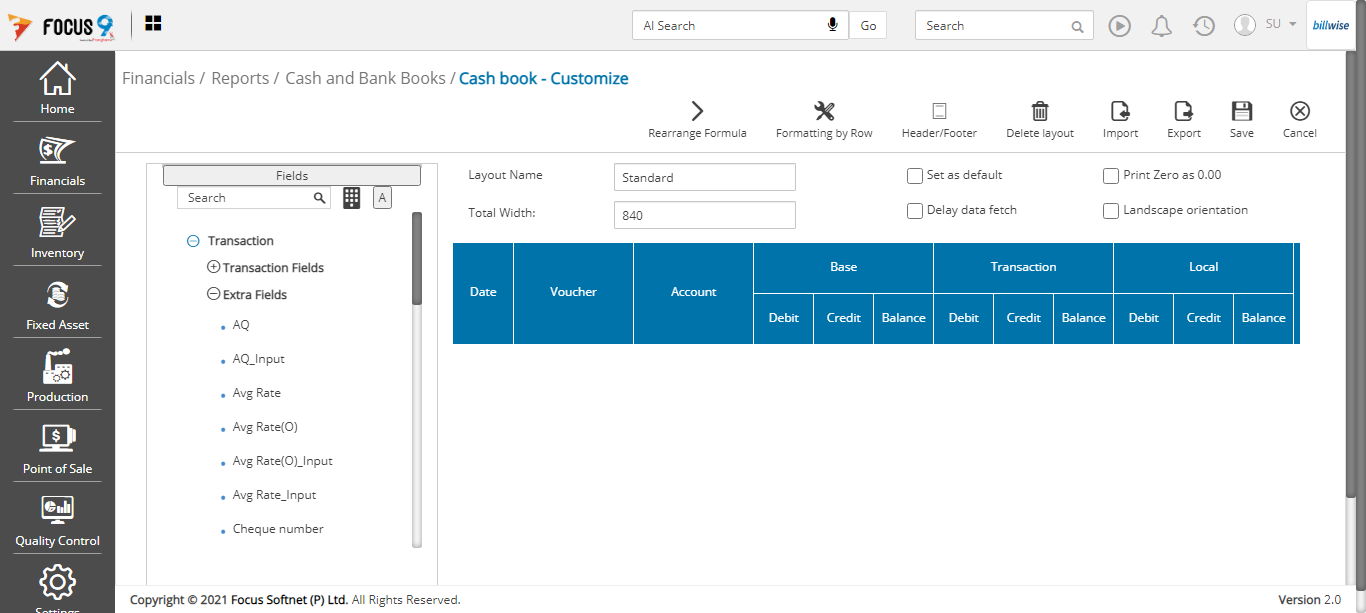 FOCUS 9
AI Search
Go
Search
SU
billwise
Home
Financials
Inventory
Fixed Asset
Production
Point of Sale
Quality Control
Settings
Financials / Reports / Cash and Bank Books / Cash book - Customize
Rearrange Formula
Formatting by Row
Header/Footer
Delete layout
Import
Export
Save
Cancel
Fields
Search
A
Transaction
Transaction Fields
Extra Fields
AQ
AQ_Input
Avg Rate
Avg Rate(O)
Avg Rate(O)_Input
Avg Rate_Input
Cheque number
Layout Name
Standard
Set as default
Print Zero as 0.00
Total Width:
840
Delay data fetch
Landscape orientation
Date
Voucher
Account
Base
Transaction
Local
Debit
Credit
Balance
Debit
Credit
Balance
Debit
Credit
Balance
Copyright © 2021 Focus Softnet (P) Ltd. All Rights Reserved.
Version 2.0